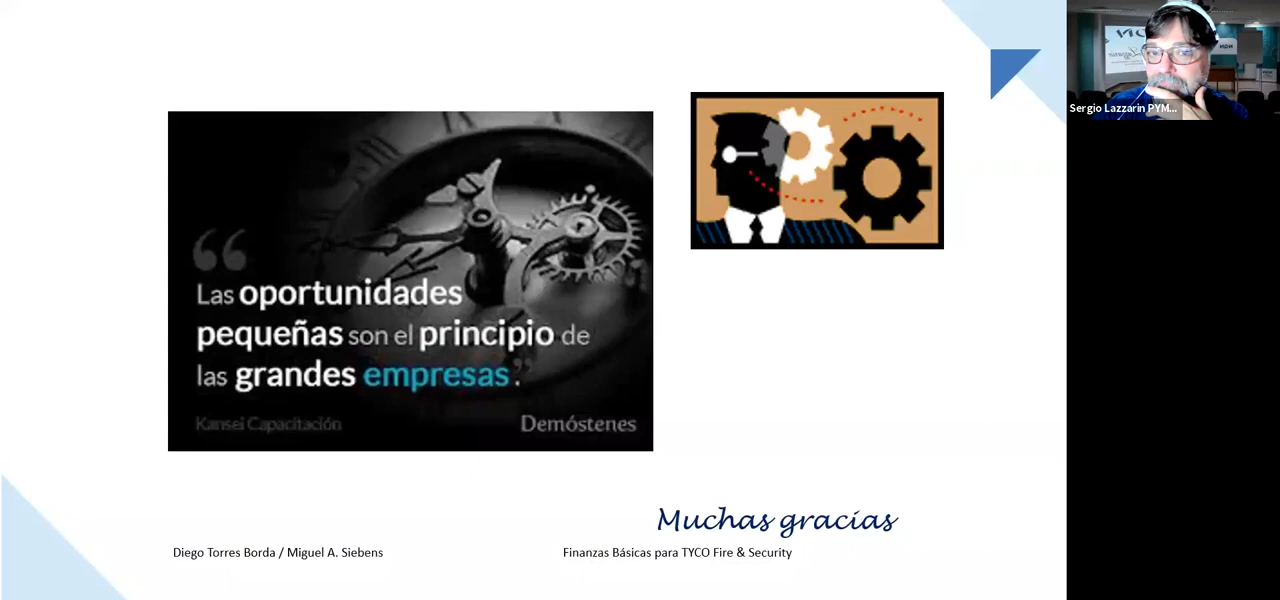 “
Las oportunidades
pequeñas son el principio de
las grandes empresas”.
Kansei Capacitación
Demóstenes
Muchas gracias
Diego Torres Borda / Miguel A. Siebens
Finanzas Básicas para TYCO Fire & Security
Sergio Lazzarin PYM...